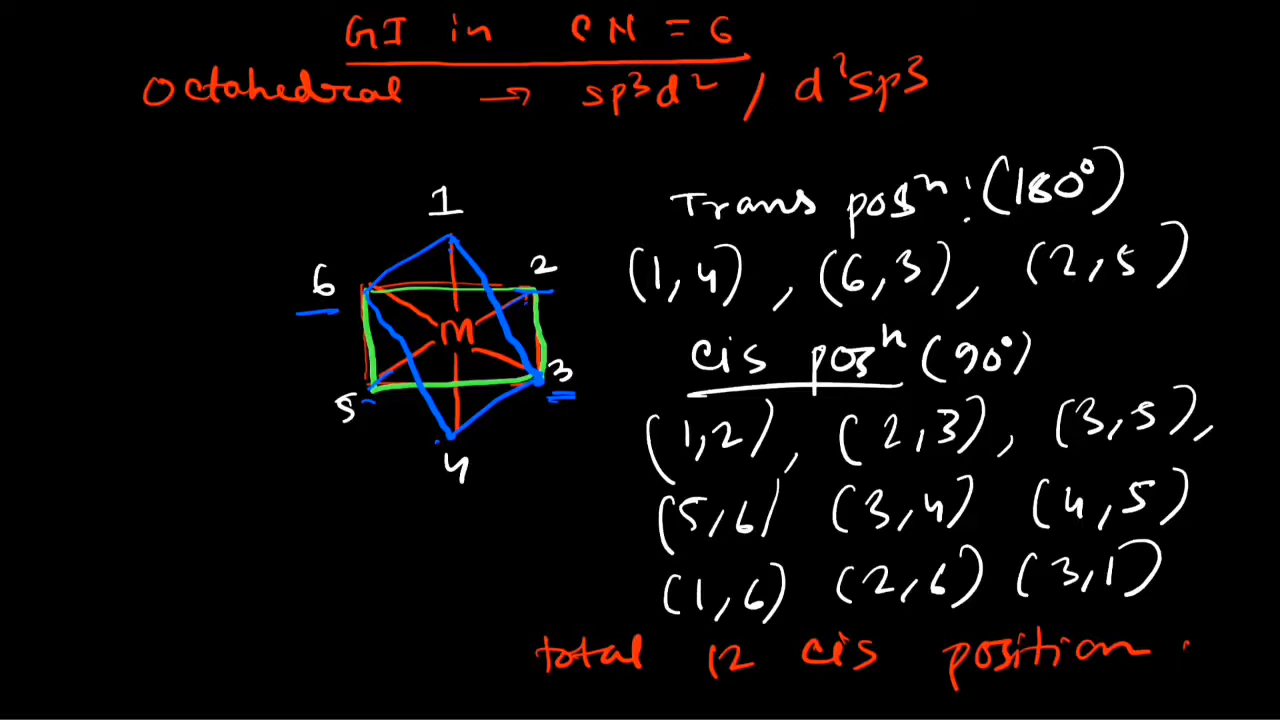 GI in CN = 6
Octahedral → sp³d² / d²sp³
Trans posⁿ: (180°)
(1,4), (6,3), (2,5)
cis posⁿ (90°)
(1,2), (2,3), (3,5),
(5,6) (3,4) (4,5)
(1,6) (2,6) (3,1)
total 12 cis position.
1
6
2
M
3
5
4